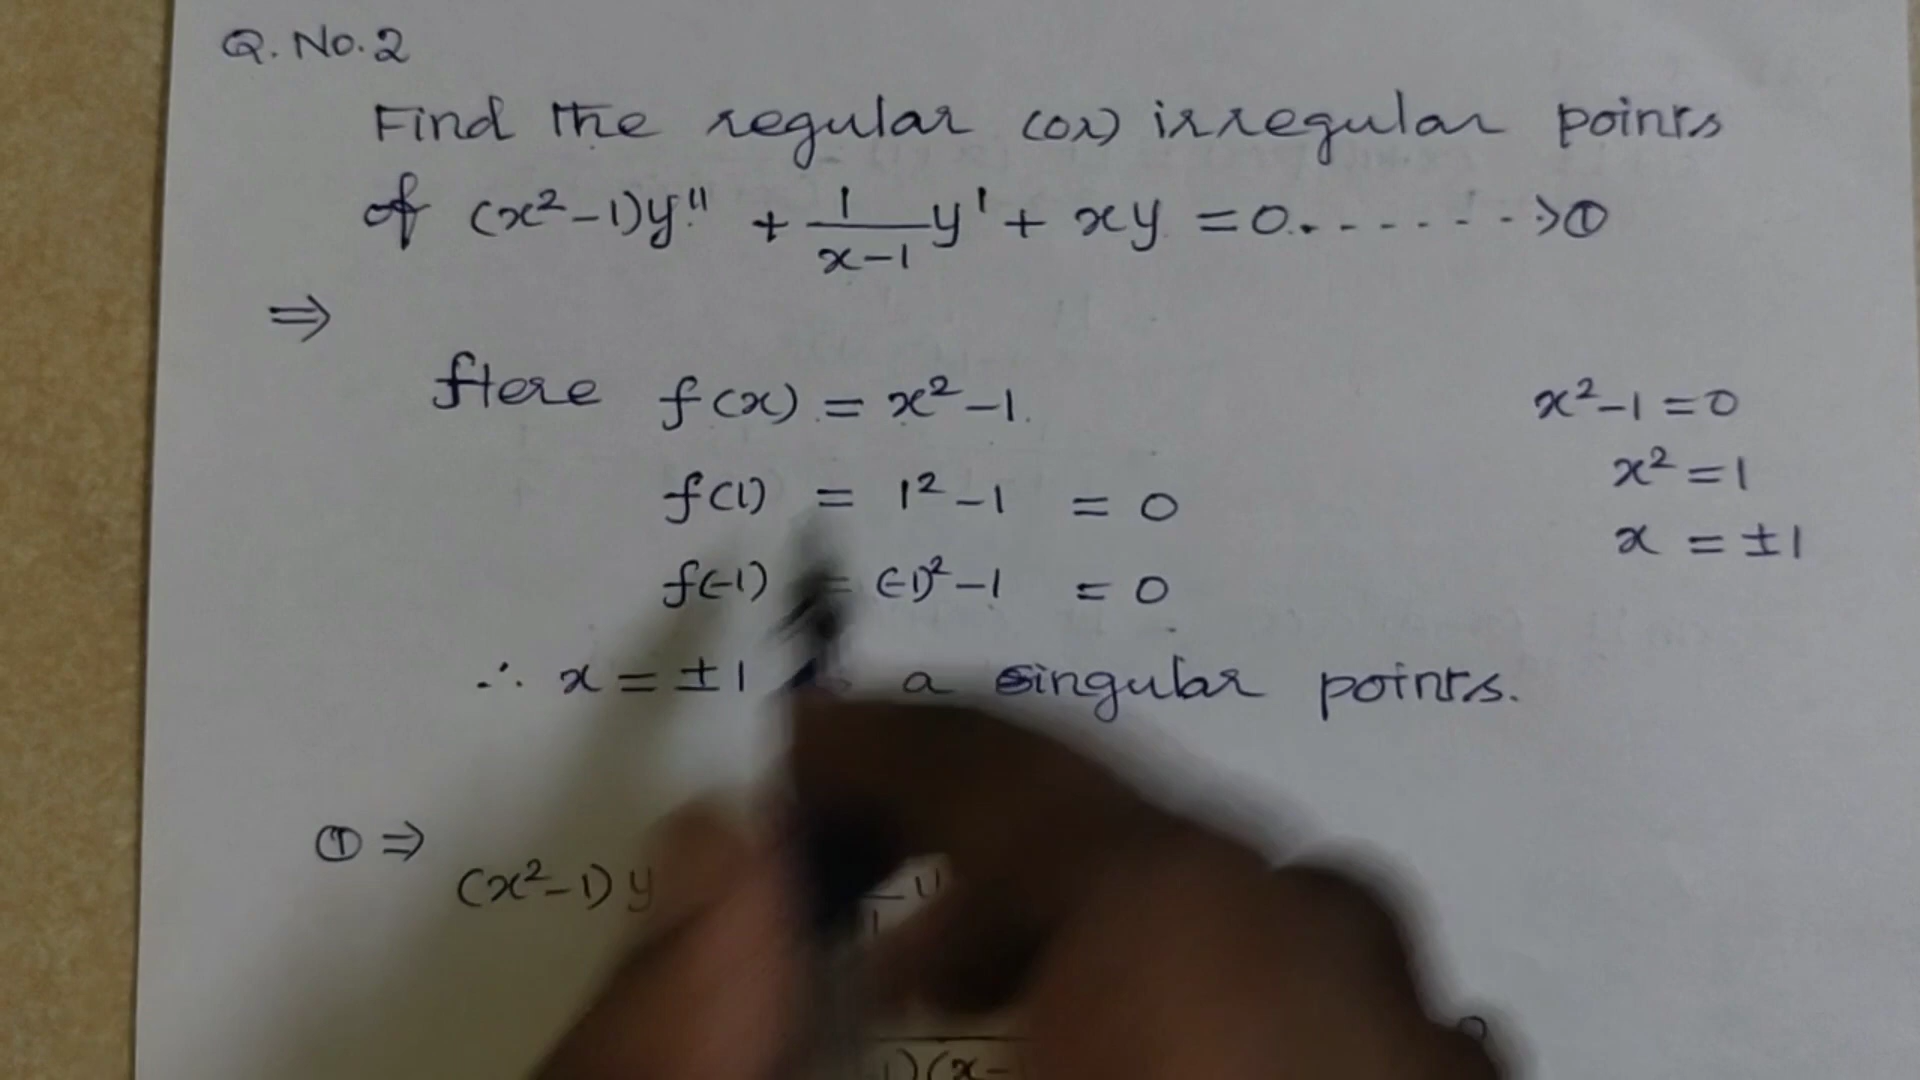 Q. No. 2
Find the regular (or) irregular points
of (x²-1)y'' + 1/(x-1) y' + xy = 0. - - - - - -> ①
⇒
Here f(x) = x²-1.
x²-1 = 0
x² = 1
x = ±1
f(1) = 1²-1 = 0
f(-1) = (-1)²-1 = 0
∴ x = ±1 a singular points.
① ⇒
(x²-1) y